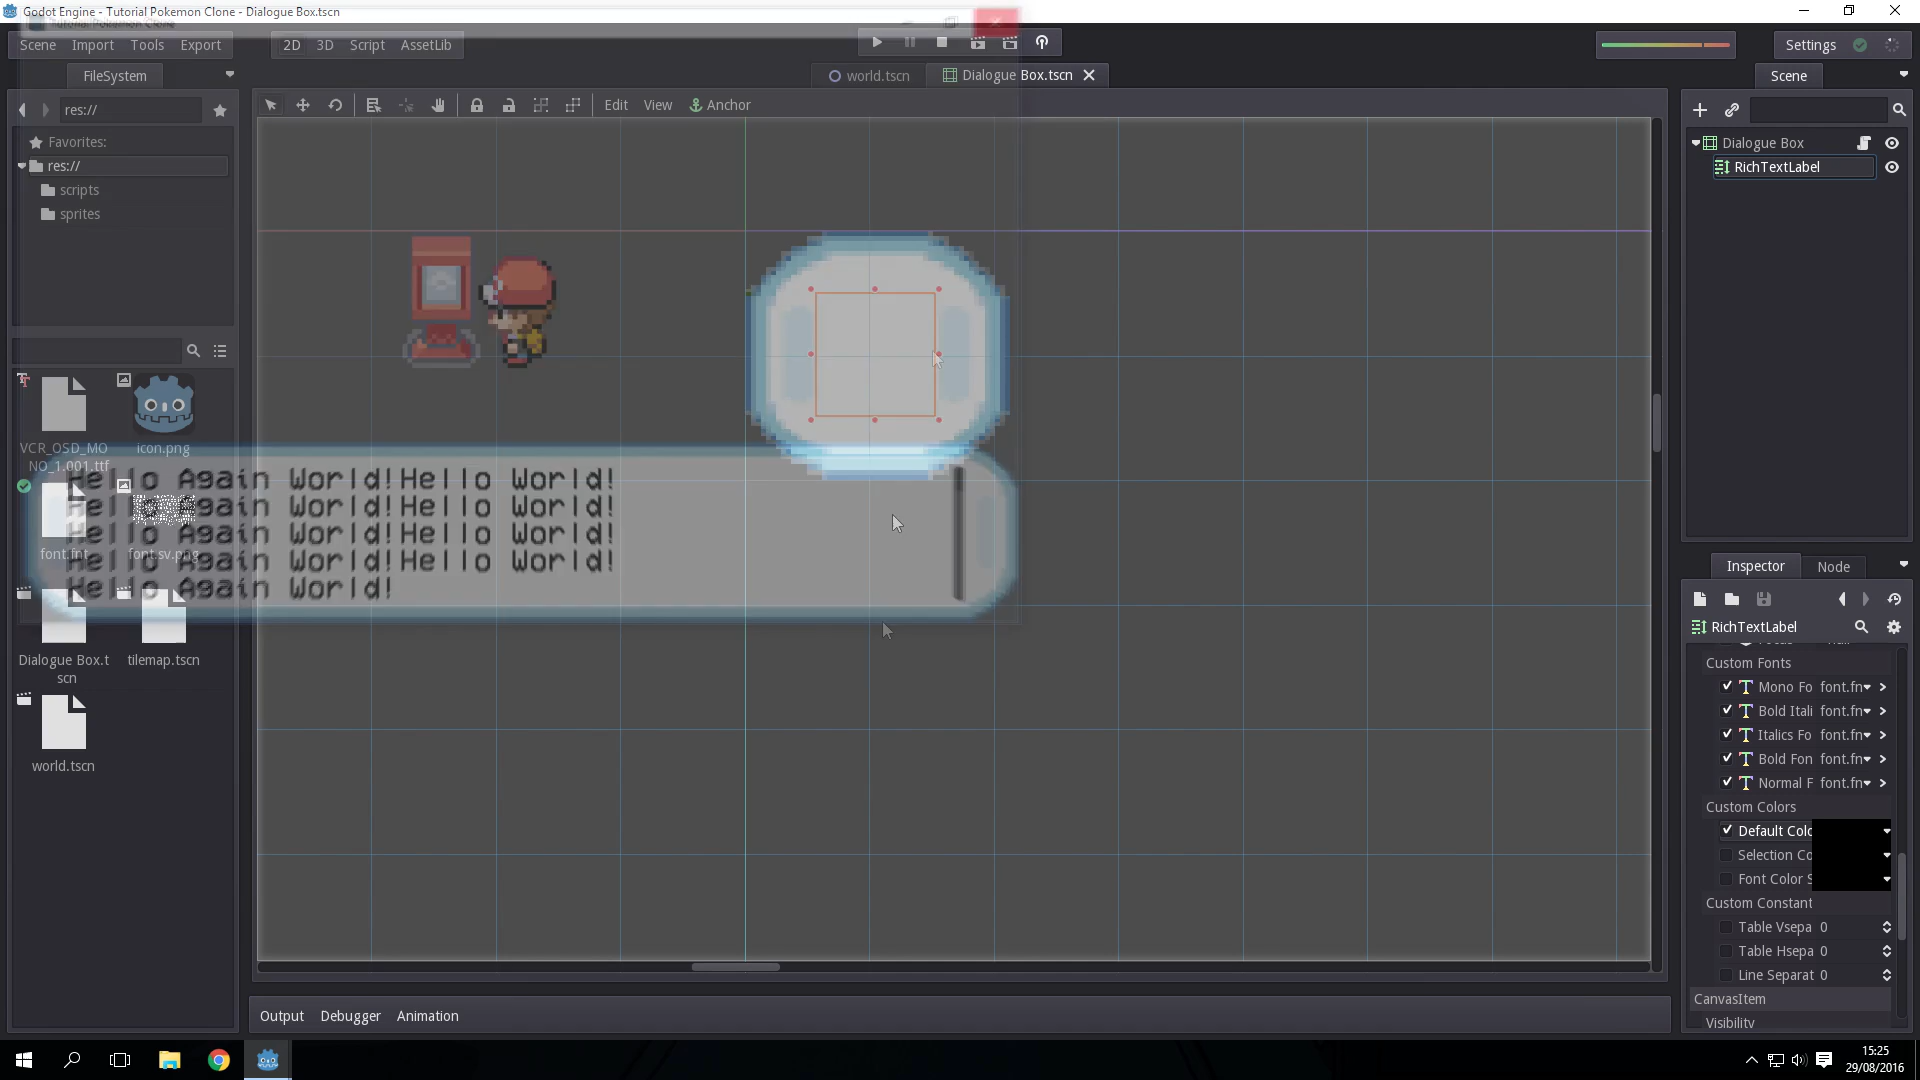 Godot Engine - Tutorial Pokemon Clone - Dialogue Box.tscn
Tutorial Pokemon Clone
Scene Import Tools Export
2D 3D Script AssetLib
Settings
FileSystem
world.tscn
Dialogue Box.tscn
Scene
res://
Edit View Anchor
Favorites:
res://
scripts
sprites
Dialogue Box
RichTextLabel
VCR_OSD_MO
NO_1.001.ttf
icon.png
font.fnt
font.sv.png
Dialogue Box.t
scn
tilemap.tscn
world.tscn
Hello Again World!Hello World!
Hello Again World!Hello World!
Hello Again World!Hello World!
Hello Again World!Hello World!
Hello Again World!
Inspector Node
RichTextLabel
Custom Fonts
Mono Fo font.fn
Bold Itali font.fn
Italics Fo font.fn
Bold Fon font.fn
Normal F font.fn
Custom Colors
Default Colo
Selection Co
Font Color S
Custom Constant
Table Vsepa 0
Table Hsepa 0
Line Separat 0
CanvasItem
Visibility
Output Debugger Animation
15:25
29/08/2016